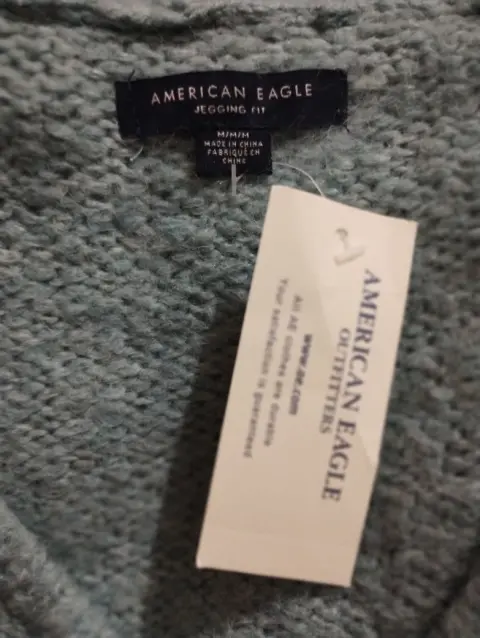 AMERICAN EAGLE
JEGGING FIT
M/M/M
MADE IN CHINA
FABRIQUÉ EN
CHINE
AMERICAN EAGLE
OUTFITTERS
www.ae.com
All AE clothes are durable
Your satisfaction is guaranteed